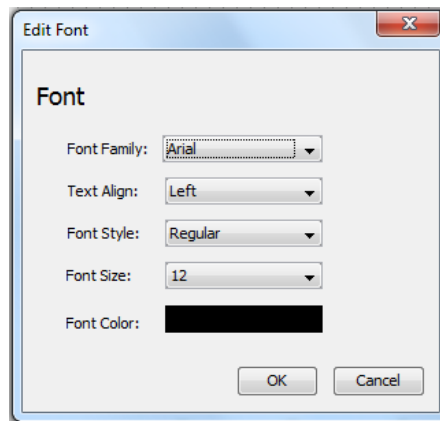 Edit Font
Font
Font Family: Arial
Text Align: Left
Font Style: Regular
Font Size: 12
Font Color:
OK Cancel